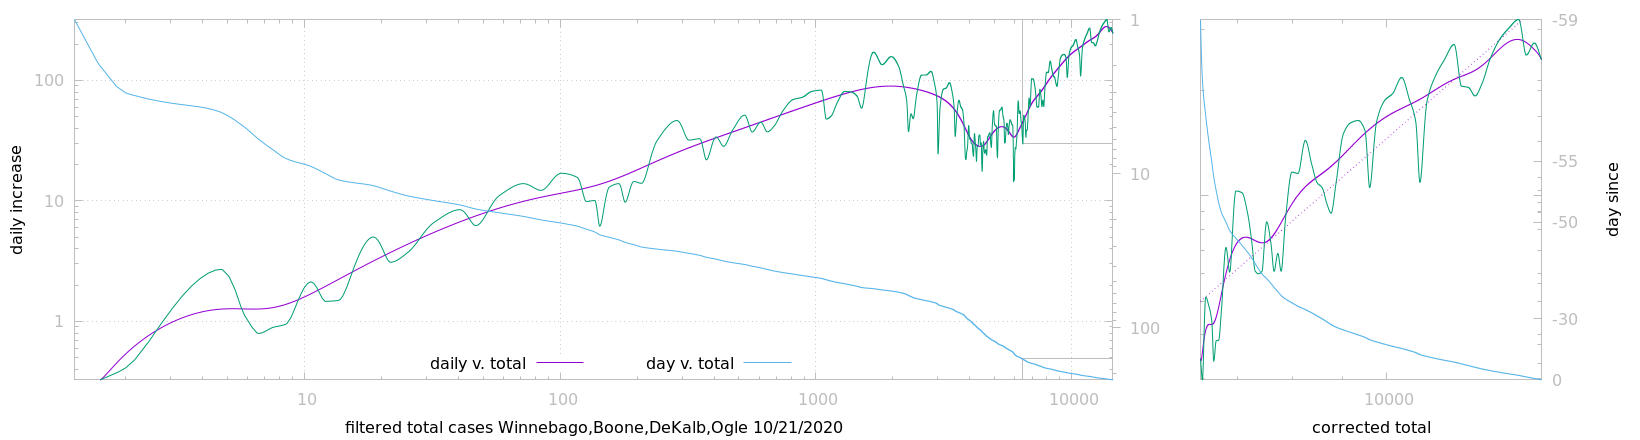 daily increase
100
10
1
1
10
100
10
100
1000
10000
daily v. total
day v. total
filtered total cases Winnebago,Boone,DeKalb,Ogle 10/21/2020
-59
-55
-50
-30
0
day since
10000
corrected total